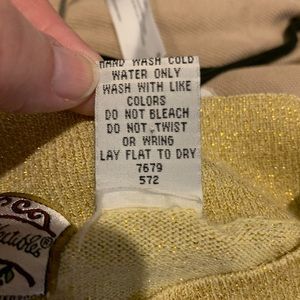 HAND WASH COLD
WATER ONLY
WASH WITH LIKE
COLORS
DO NOT BLEACH
DO NOT TWIST
OR WRING
LAY FLAT TO DRY
7679
572